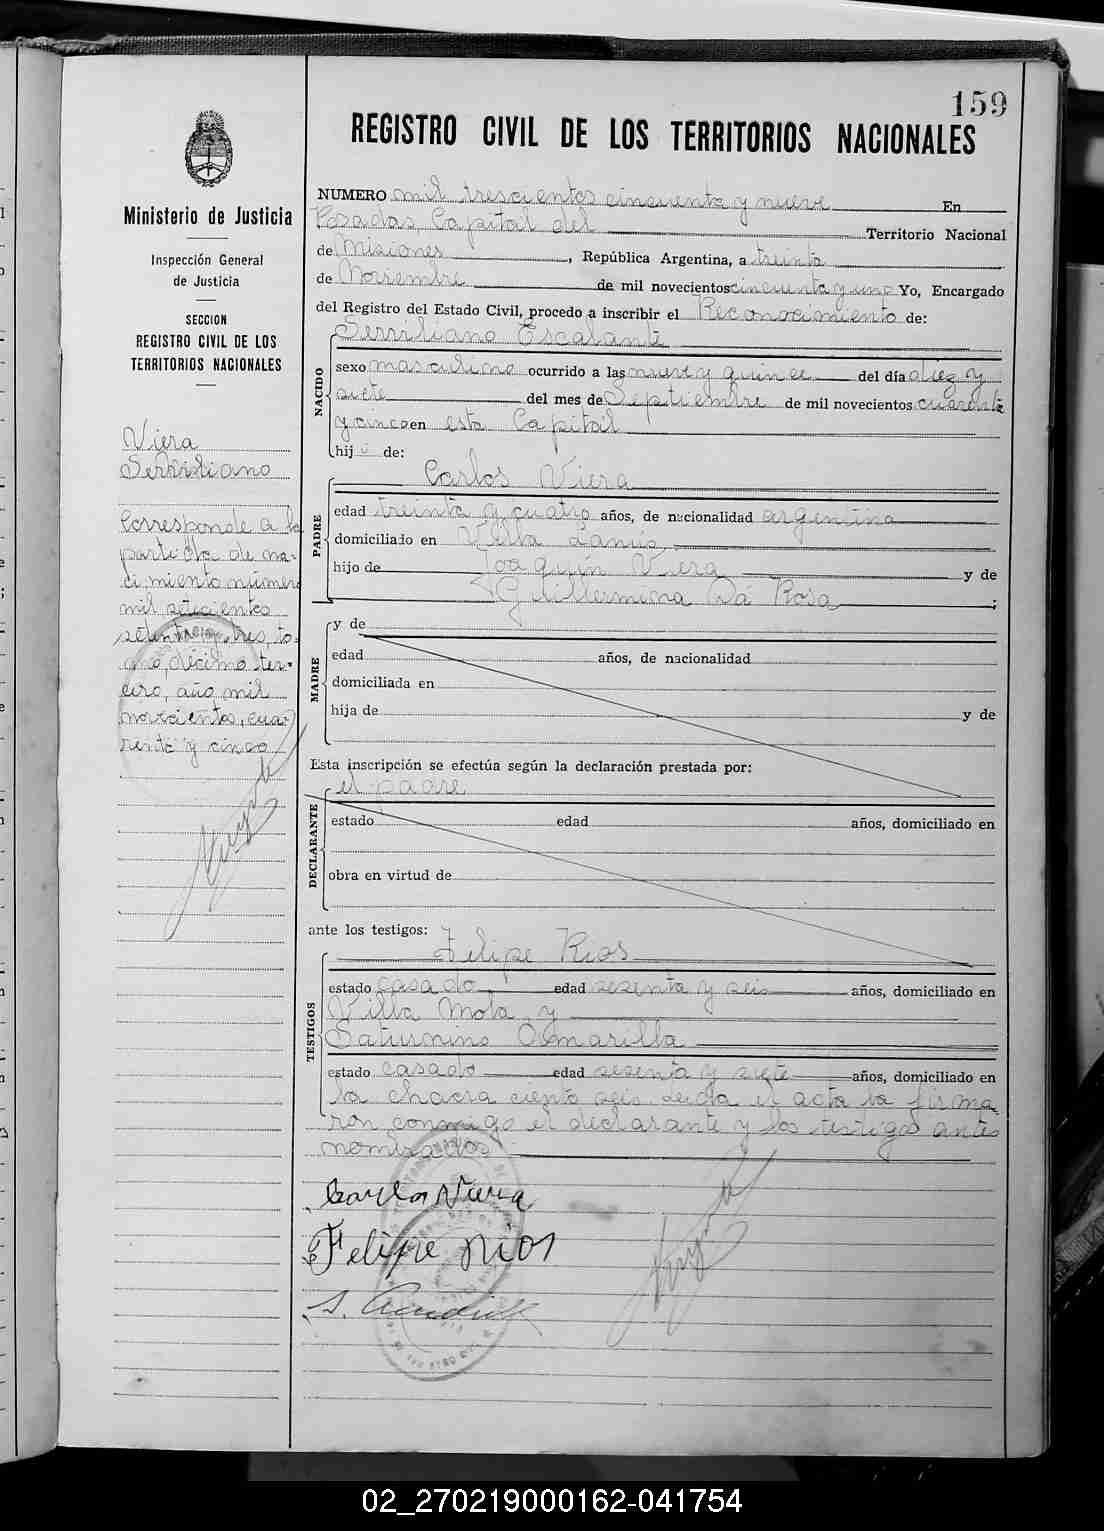 159
REGISTRO CIVIL DE LOS TERRITORIOS NACIONALES
Ministerio de Justicia
Inspección General
de Justicia
SECCION
REGISTRO CIVIL DE LOS
TERRITORIOS NACIONALES
Viera
Serviliano
Corresponde a la
partida de na-
cimiento número
mil setecientos
setenta y tres, to-
mo, décimo ter-
cero, año mil
novecientos, cua-
renta y cinco
NUMERO mil trescientos cincuenta y nueve En
Posadas, Capital del Territorio Nacional
de Misiones, República Argentina, a treinta
de Noviembre de mil novecientos cincuenta y uno Yo, Encargado
del Registro del Estado Civil, procedo a inscribir el Reconocimiento de:
Serviliano Escalante
NACIDO
sexo masculino ocurrido a las nueve y quince del día diez y
siete del mes de Septiembre de mil novecientos cuarenta
y cinco en esta Capital
hijo de:
Carlos Viera
PADRE
edad treinta y cuatro años, de nacionalidad argentina
domiciliado en Villa Lanús
hijo de Joaquín Viera y de
Guillermina Da Rosa;
MADRE
y de
edad años, de nacionalidad
domiciliada en
hija de y de
Esta inscripción se efectúa según la declaración prestada por:
el padre
DECLARANTE
estado edad años, domiciliado en
obra en virtud de
ante los testigos:
Felipe Rios
TESTIGOS
estado casado edad sesenta y seis años, domiciliado en
Villa Mola y
Saturnino Amarilla
estado casado edad sesenta y siete años, domiciliado en
la chacra ciento seis. Leída el acta la firma-
ron conmigo el declarante y los testigos antes
nomizados
Carlos Viera
Felipe Rios
02_270219000162-041754